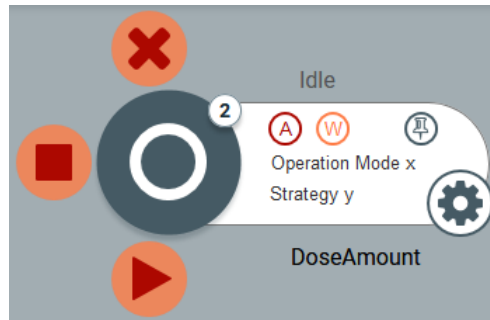 Idle
2
A W
Operation Mode x
Strategy y
DoseAmount